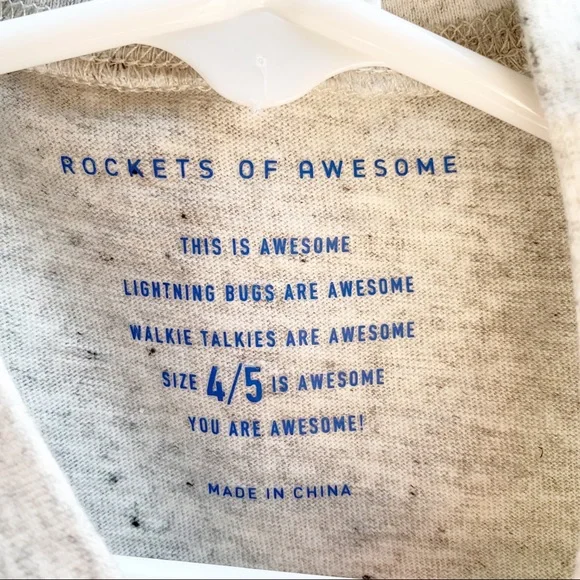 ROCKETS OF AWESOME
THIS IS AWESOME
LIGHTNING BUGS ARE AWESOME
WALKIE TALKIES ARE AWESOME
SIZE 4/5 IS AWESOME
YOU ARE AWESOME!
MADE IN CHINA